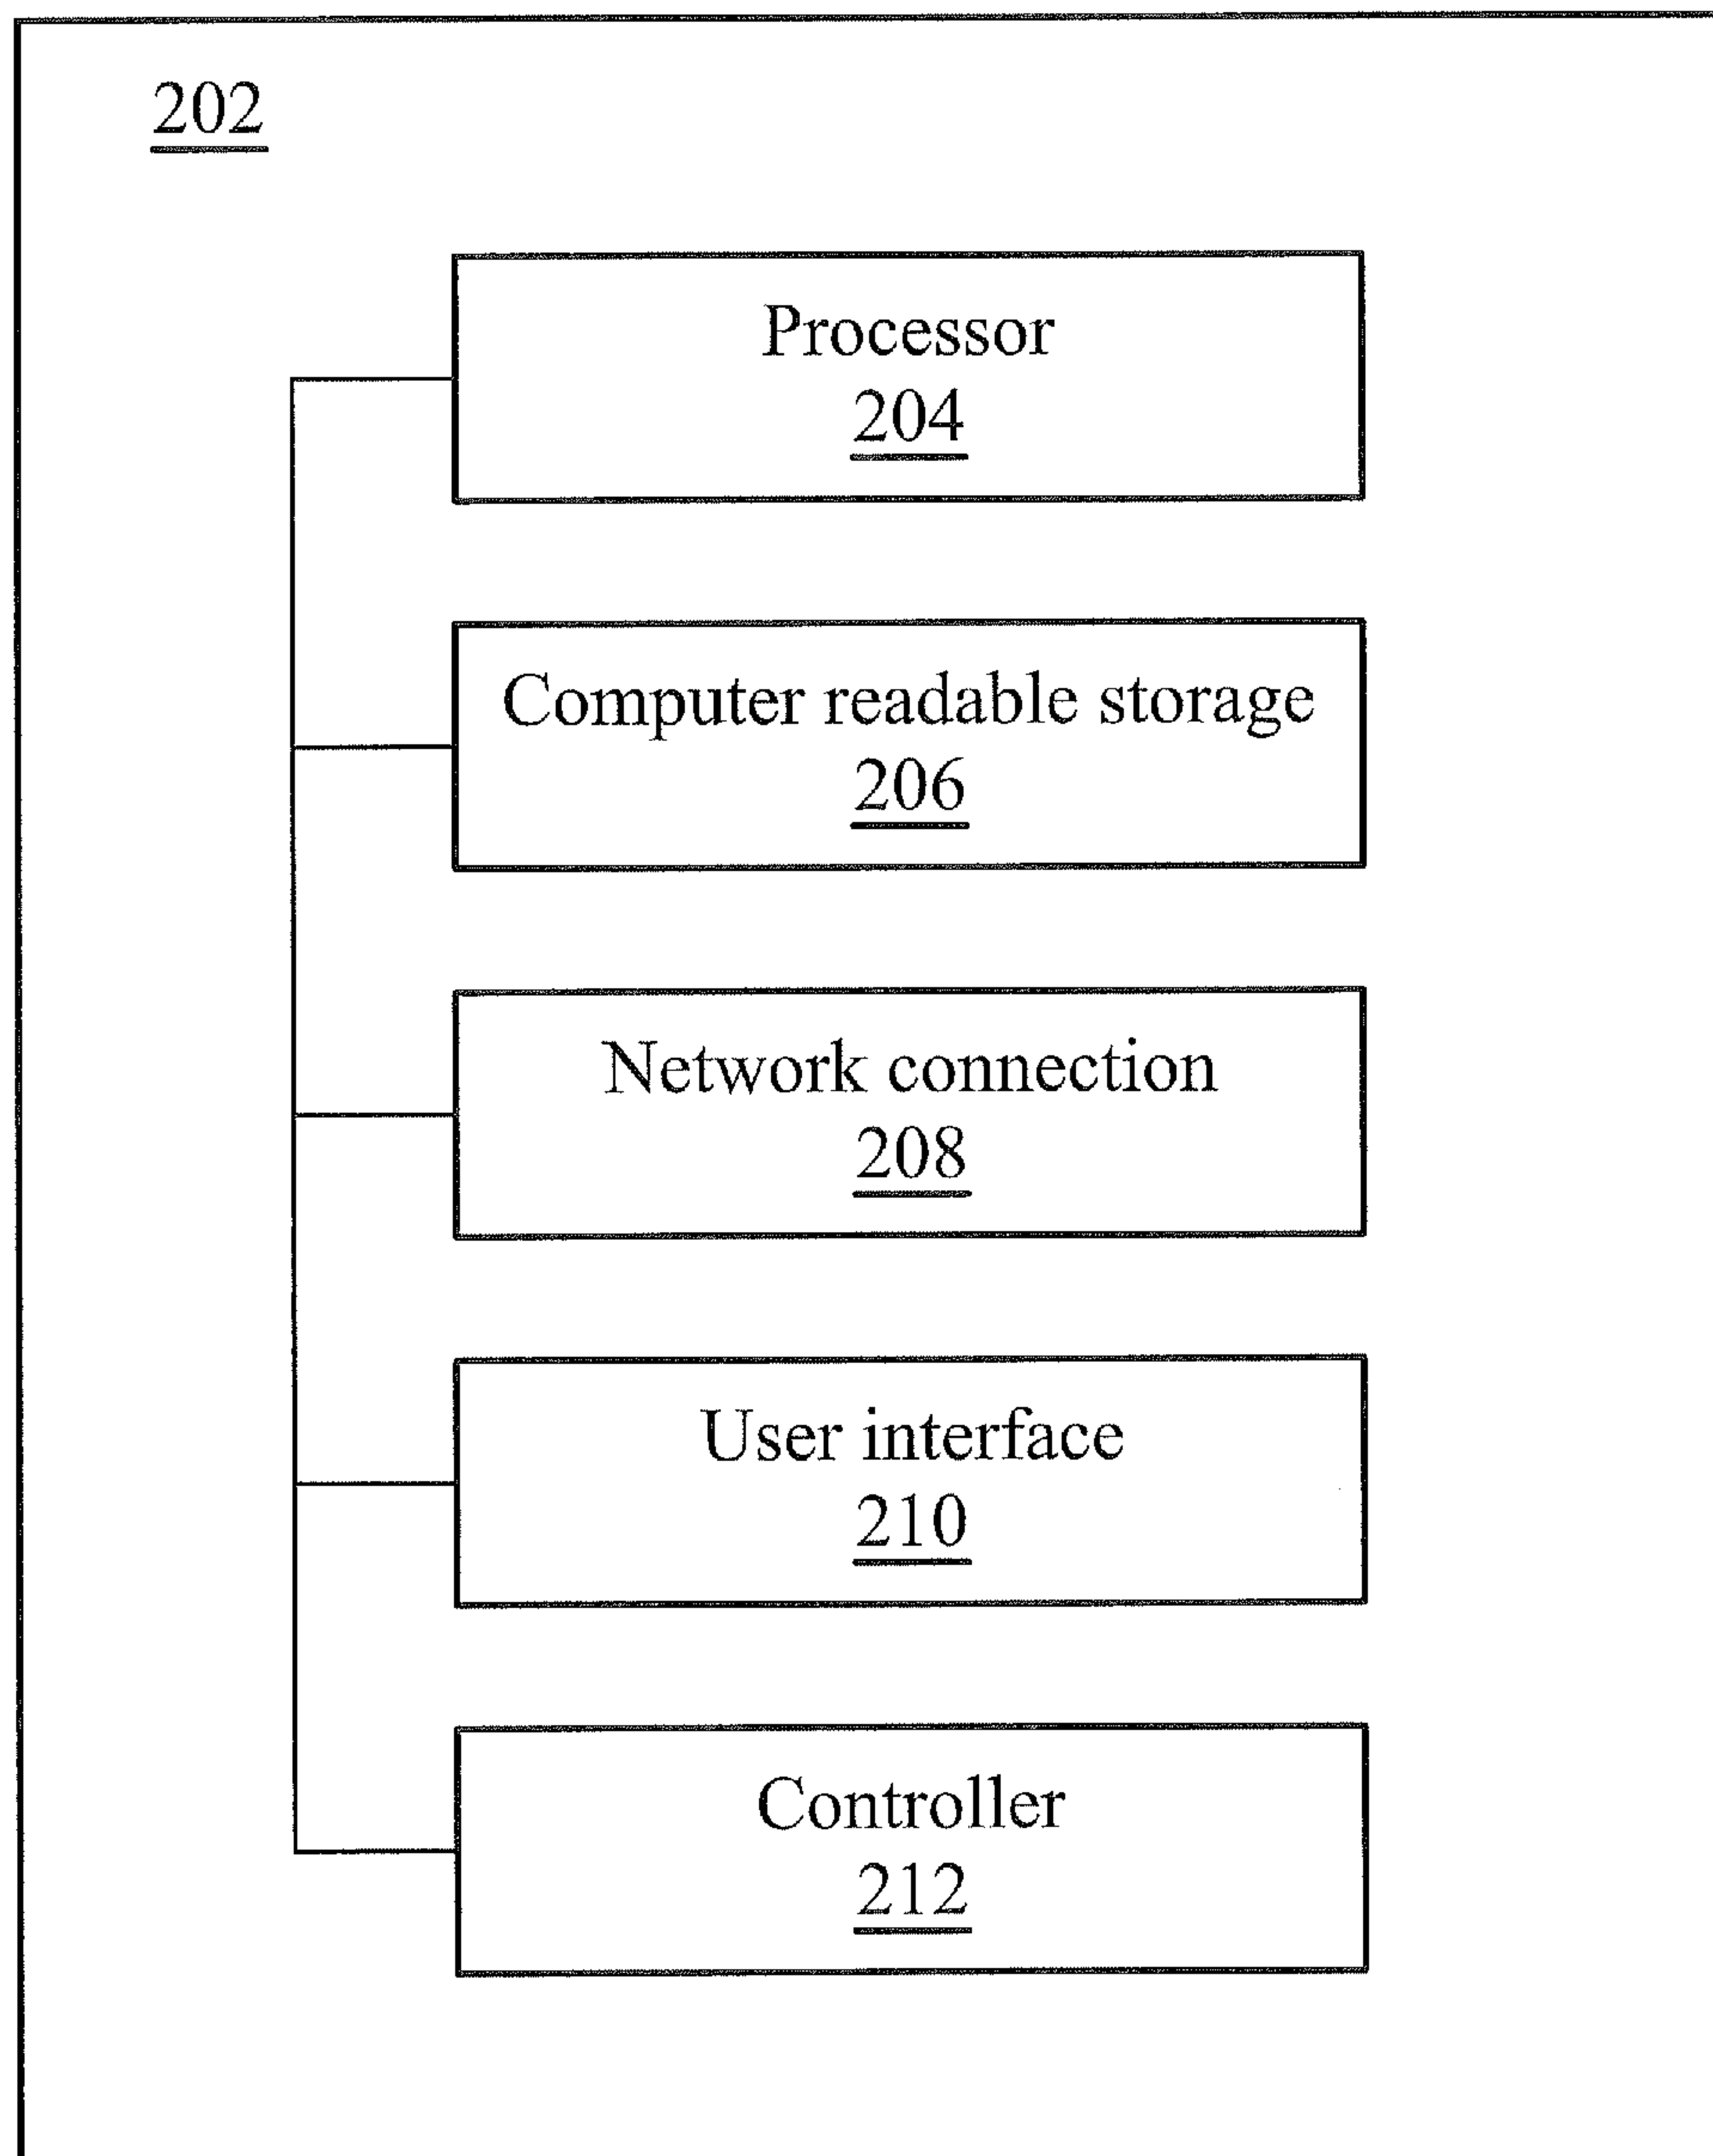 202
Processor
204
Computer readable storage
206
Network connection
208
User interface
210
Controller
212